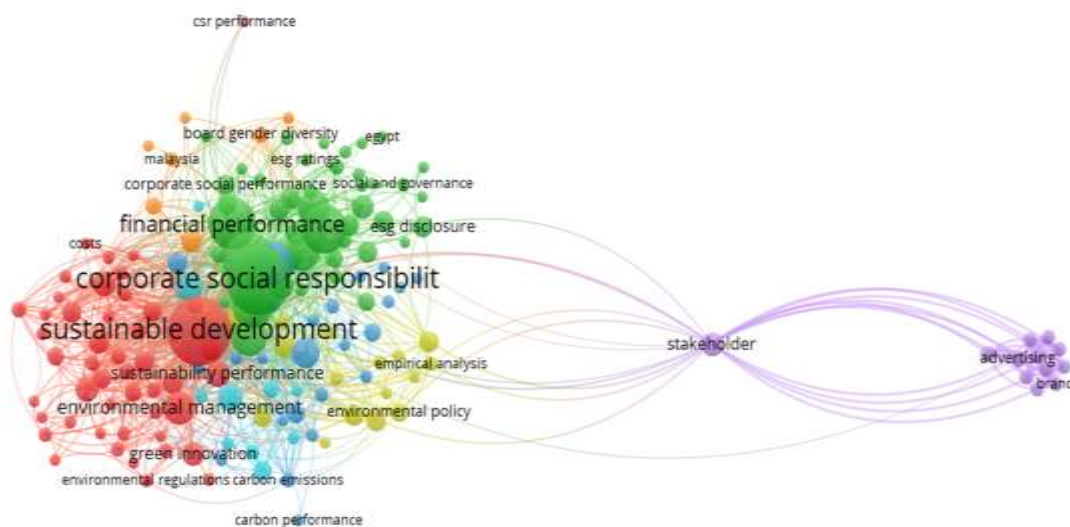 csr performance
board gender diversity
egypt
malaysia
esg ratings
corporate social performance
social and governance
financial performance
esg disclosure
costs
corporate social responsibilit
sustainable development
stakeholder
advertising
empirical analysis
sustainability performance
brand
environmental management
environmental policy
green innovation
environmental regulations
carbon emissions
carbon performance